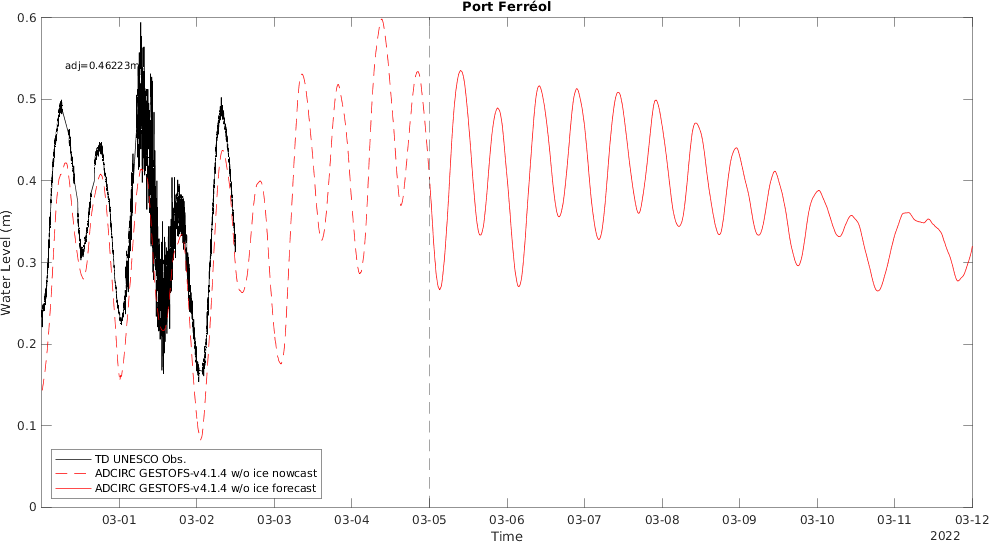 Port Ferréol
0.6
adj=0.46223m
0.5
0.4
0.3
0.2
0.1
0
Water Level (m)
TD UNESCO Obs.
ADCIRC GESTOFS-v4.1.4 w/o ice nowcast
ADCIRC GESTOFS-v4.1.4 w/o ice forecast
03-01 03-02 03-03 03-04 03-05 03-06 03-07 03-08 03-09 03-10 03-11 03-12
Time
2022